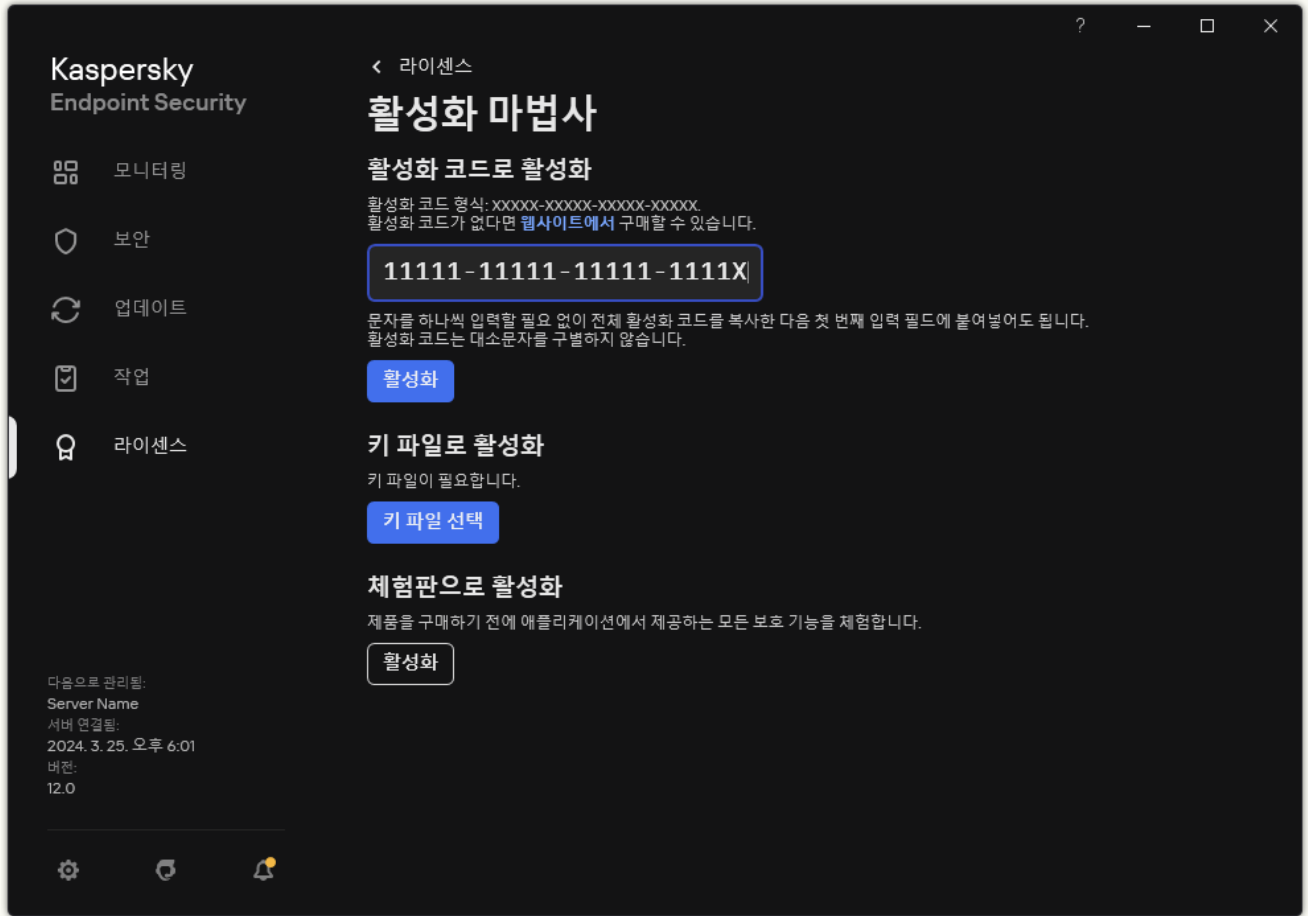 ?
Kaspersky
Endpoint Security
모니터링
보안
업데이트
작업
라이센스
라이센스
활성화 마법사
활성화 코드로 활성화
활성화 코드 형식: XXXXX-XXXXX-XXXXX-XXXXX.
활성화 코드가 없다면 웹사이트에서 구매할 수 있습니다.
11111-11111-11111-1111X
문자를 하나씩 입력할 필요 없이 전체 활성화 코드를 복사한 다음 첫 번째 입력 필드에 붙여넣어도 됩니다.
활성화 코드는 대소문자를 구별하지 않습니다.
활성화
키 파일로 활성화
키 파일이 필요합니다.
키 파일 선택
체험판으로 활성화
제품을 구매하기 전에 애플리케이션에서 제공하는 모든 보호 기능을 체험합니다.
활성화
다음으로 관리됨:
Server Name
서버 연결됨:
2024. 3. 25. 오후 6:01
버전:
12.0